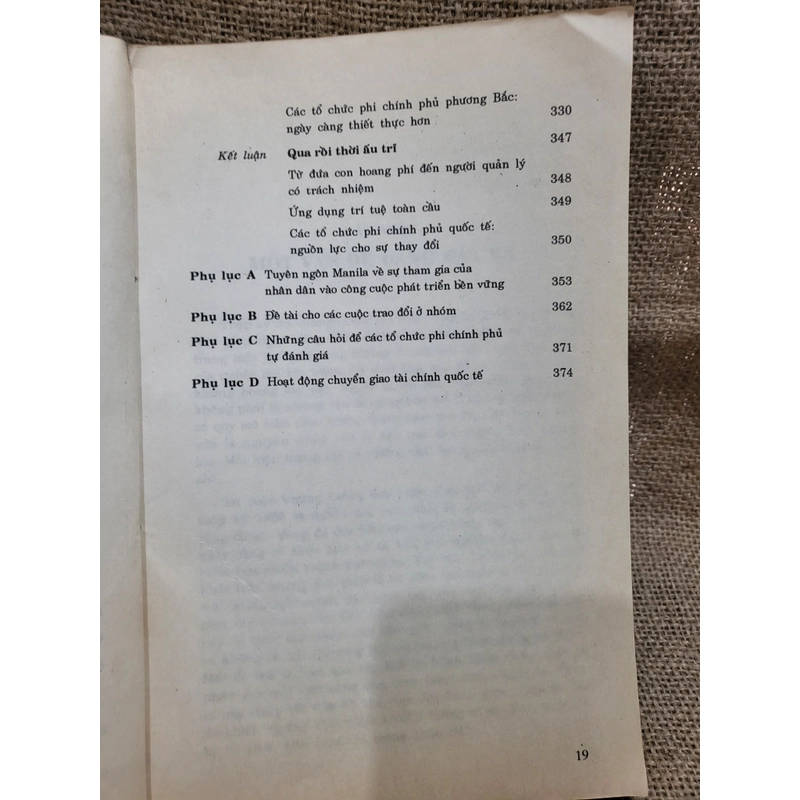 Các tổ chức phi chính phủ phương Bắc:
ngày càng thiết thực hơn 330
Kết luận Qua rồi thời ấu trĩ 347
Từ đứa con hoang phí đến người quản lý
có trách nhiệm 348
Ứng dụng trí tuệ toàn cầu 349
Các tổ chức phi chính phủ quốc tế:
nguồn lực cho sự thay đổi 350
Phụ lục A Tuyên ngôn Manila về sự tham gia của
nhân dân vào công cuộc phát triển bền vững 353
Phụ lục B Đề tài cho các cuộc trao đổi ở nhóm 362
Phụ lục C Những câu hỏi để các tổ chức phi chính phủ
tự đánh giá 371
Phụ lục D Hoạt động chuyển giao tài chính quốc tế 374
19